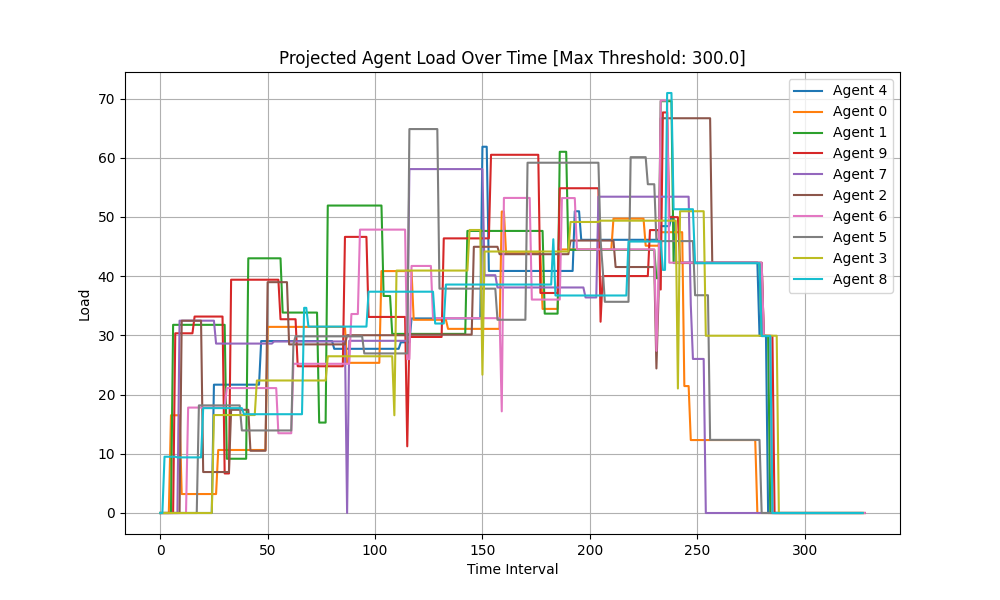 Projected Agent Load Over Time [Max Threshold: 300.0]
Load
70
60
50
40
30
20
10
0
0 50 100 150 200 250 300
Time Interval
Agent 4
Agent 0
Agent 1
Agent 9
Agent 7
Agent 2
Agent 6
Agent 5
Agent 3
Agent 8